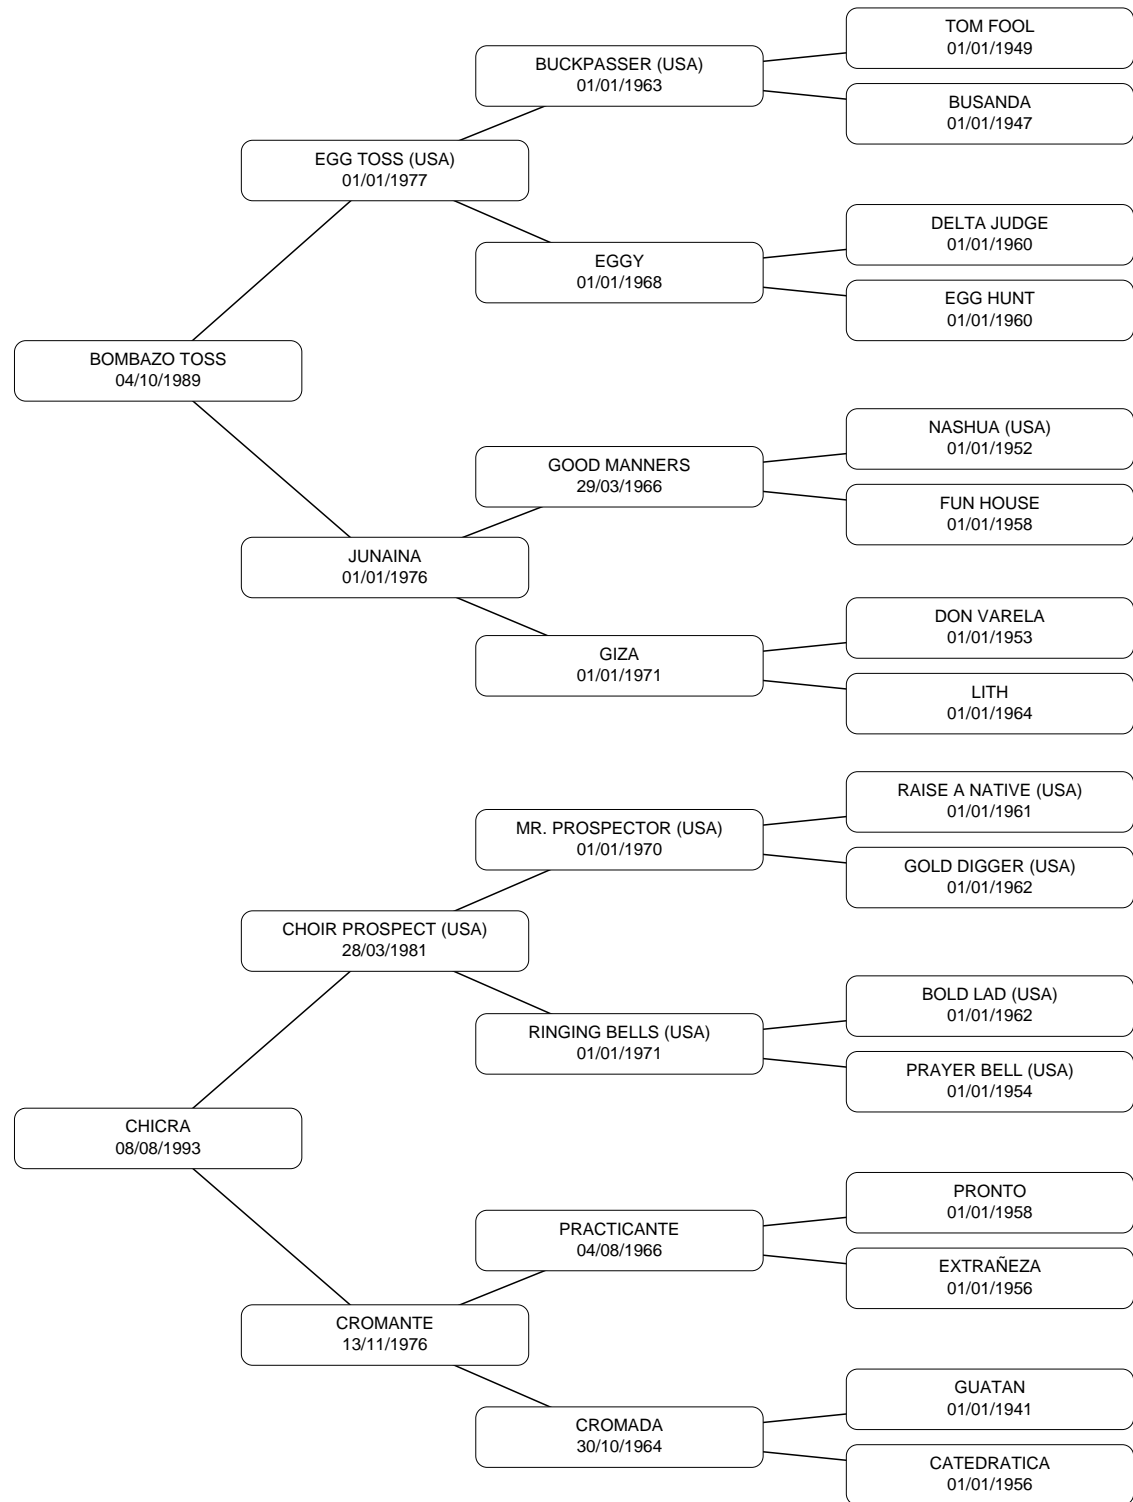 TOM FOOL
01/01/1949
BUCKPASSER (USA)
01/01/1963
BUSANDA
01/01/1947
EGG TOSS (USA)
01/01/1977
DELTA JUDGE
01/01/1960
EGGY
01/01/1968
EGG HUNT
01/01/1960
BOMBAZO TOSS
04/10/1989
NASHUA (USA)
01/01/1952
GOOD MANNERS
29/03/1966
FUN HOUSE
01/01/1958
JUNAINA
01/01/1976
DON VARELA
01/01/1953
GIZA
01/01/1971
LITH
01/01/1964
RAISE A NATIVE (USA)
01/01/1961
MR. PROSPECTOR (USA)
01/01/1970
GOLD DIGGER (USA)
01/01/1962
CHOIR PROSPECT (USA)
28/03/1981
BOLD LAD (USA)
01/01/1962
RINGING BELLS (USA)
01/01/1971
PRAYER BELL (USA)
01/01/1954
CHICRA
08/08/1993
PRONTO
01/01/1958
PRACTICANTE
04/08/1966
EXTRAÑEZA
01/01/1956
CROMANTE
13/11/1976
GUATAN
01/01/1941
CROMADA
30/10/1964
CATEDRATICA
01/01/1956